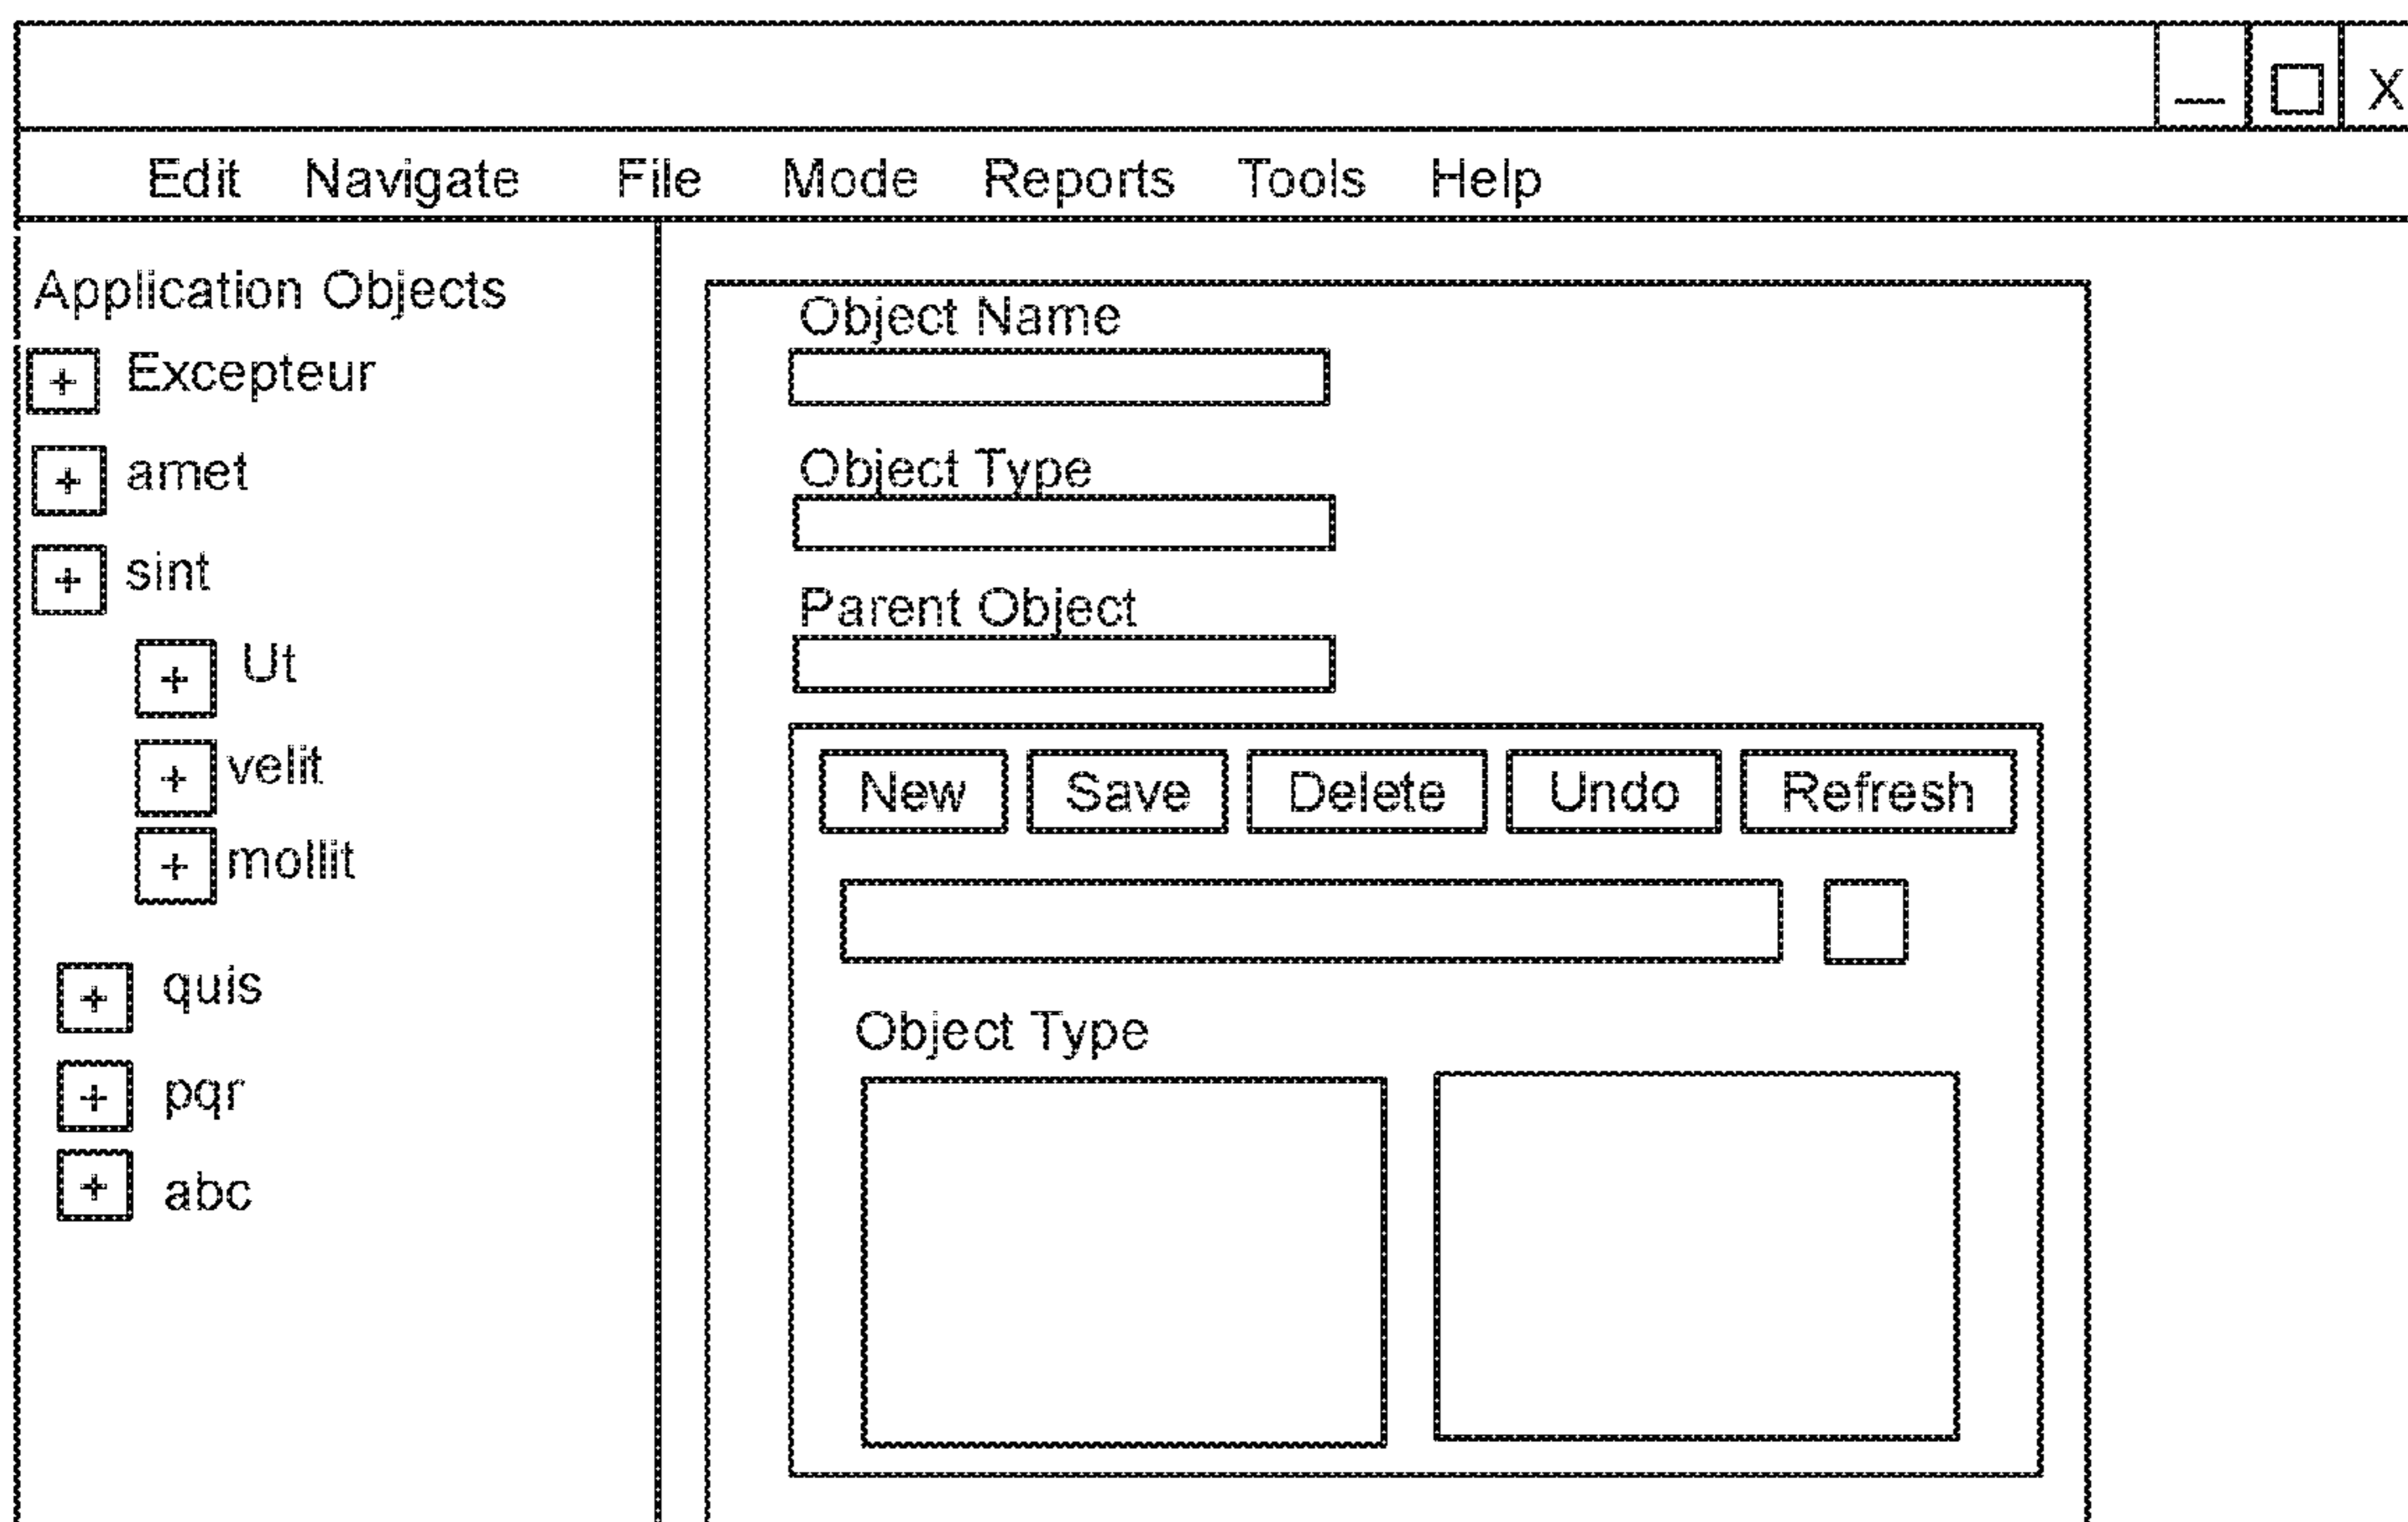 X
Edit Navigate File Mode Reports Tools Help
Application Objects
+ Excepteur
+ amet
+ sint
+ Ut
+ velit
+ mollit
+ quis
+ pqr
+ abc
Object Name
Object Type
Parent Object
New Save Delete Undo Refresh
Object Type